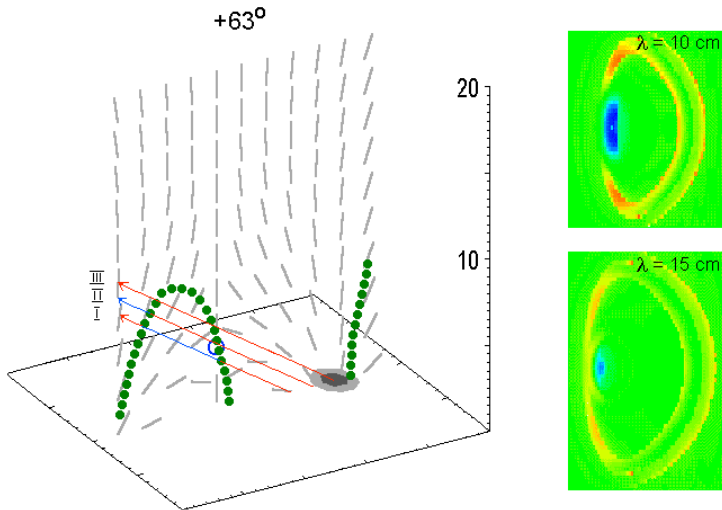 +63°
λ = 10 cm
20
10
λ = 15 cm
III
II
I